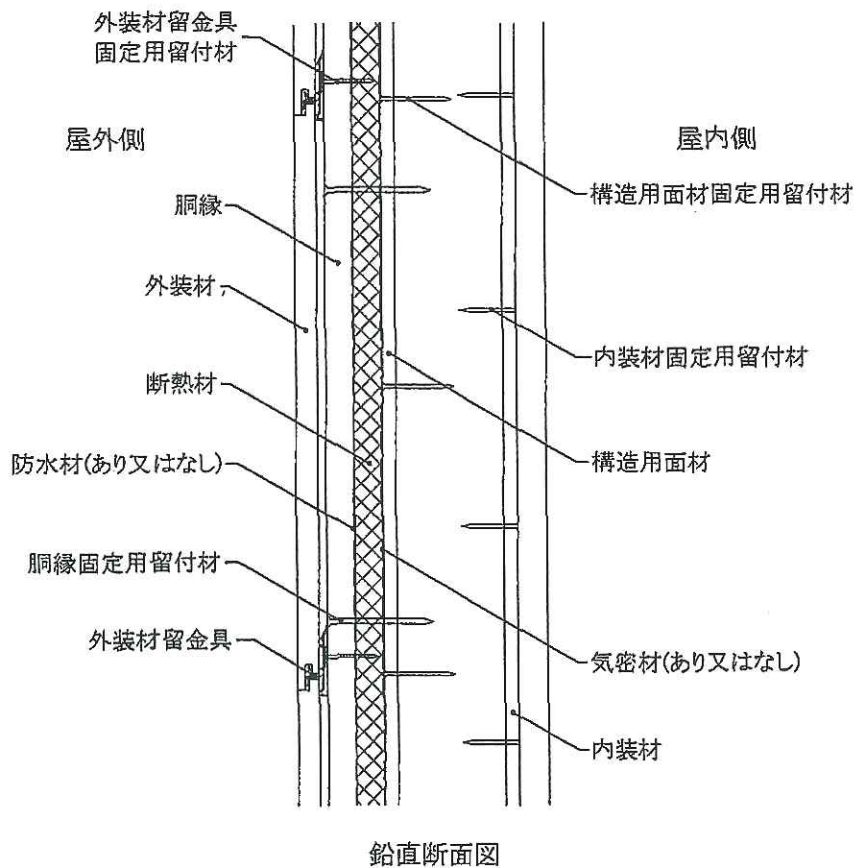 外装材留金具
固定用留付材
屋外側
屋内側
構造用面材固定用留付材
胴縁
外装材
内装材固定用留付材
断熱材
防水材(あり又はなし)
構造用面材
胴縁固定用留付材
外装材留金具
気密材(あり又はなし)
内装材
鉛直断面図